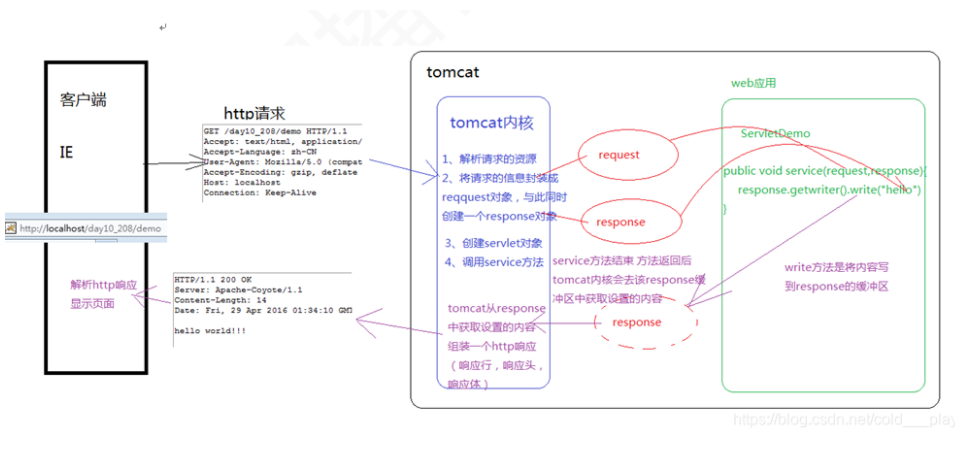 tomcat
客户端
IE
http请求
GET /day10_208/demo HTTP/1.1
Accept: text/html, application/
Accept-Language: zh-CN
User-Agent: Mozilla/5.0 (compat
Accept-Encoding: gzip, deflate
Host: localhost
Connection: Keep-Alive
http://localhost/day10_208/demo
解析http响应
显示页面
HTTP/1.1 200 OK
Server: Apache-Coyote/1.1
Content-Length: 14
Date: Fri, 29 Apr 2016 01:34:10 GMT
hello world!!!
tomcat内核
1、解析请求的资源
2、将请求的信息封装成
reqquest对象，与此同时
创建一个response对象
3、创建servlet对象
4、调用service方法
tomcat从response
中获取设置的内容
组装一个http响应
（响应行，响应头，
响应体）
request
response
service方法结束 方法返回后
tomcat内核会去该response缓
冲区中获取设置的内容
response
web应用
ServletDemo
public void service(request,response){
response.getwriter().write("hello")
}
write方法是将内容写
到response的缓冲区
https://blog.csdn.net/cold___play